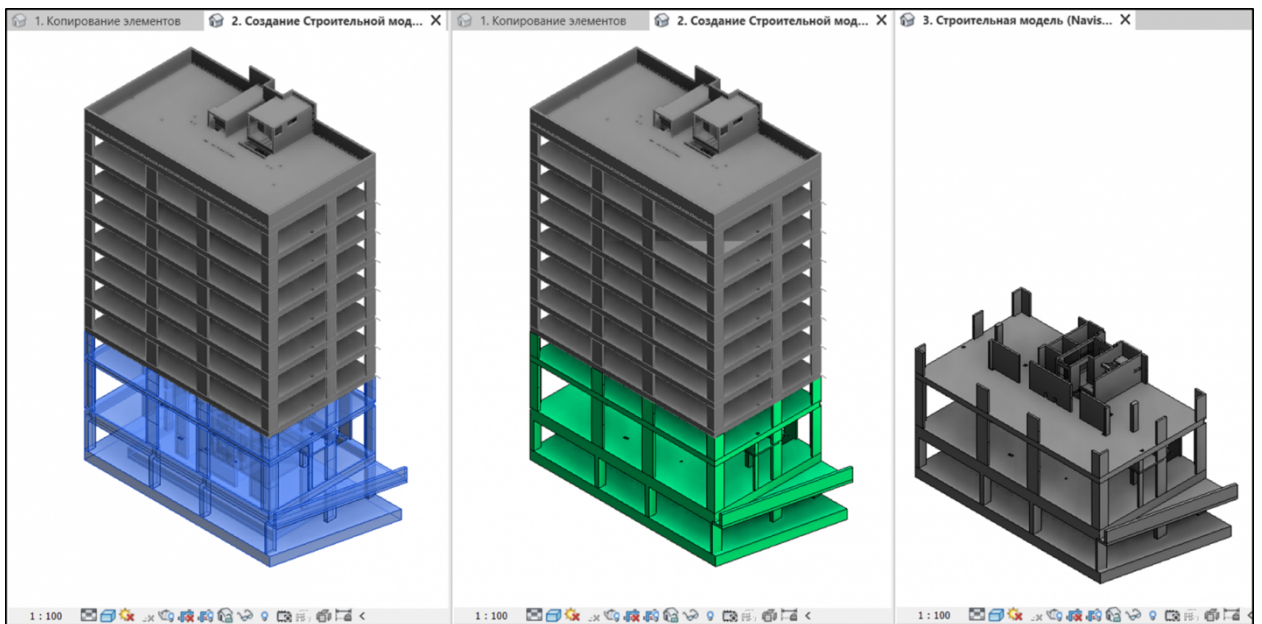 1. Копирование элементов
2. Создание Строительной мод...
1. Копирование элементов
2. Создание Строительной мод...
3. Строительная модель (Navis...
1 : 100
1 : 100
1 : 100